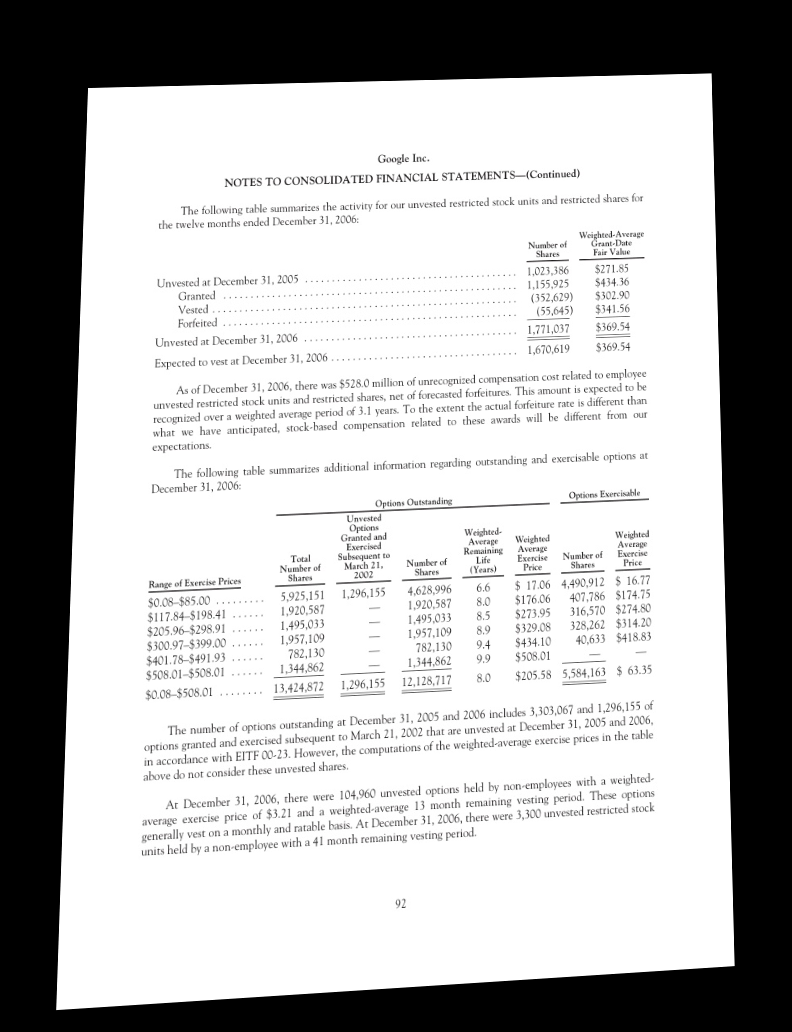 Google Inc.
NOTES TO CONSOLIDATED FINANCIAL STATEMENTS—(Continued)
The following table summarizes the activity for our unvested restricted stock units and restricted shares for
the twelve months ended December 31, 2006:
Number of Shares Weighted-Average Grant-Date Fair Value
Unvested at December 31, 2005 ........ 1,023,386 $271.85
Granted ........ 1,155,925 $434.36
Vested ........ (352,629) $302.90
Forfeited ........ (55,645) $341.56
Unvested at December 31, 2006 ........ 1,771,037 $369.54
Expected to vest at December 31, 2006 ........ 1,670,619 $369.54
As of December 31, 2006, there was $528.0 million of unrecognized compensation cost related to employee
unvested restricted stock units and restricted shares, net of forecasted forfeitures. This amount is expected to be
recognized over a weighted average period of 3.1 years. To the extent the actual forfeiture rate is different than
what we have anticipated, stock-based compensation related to these awards will be different from our
expectations.
The following table summarizes additional information regarding outstanding and exercisable options at
December 31, 2006:
Options Outstanding Options Exercisable
Range of Exercise Prices Total Number of Shares Unvested Options Granted and Exercised Subsequent to March 21, 2002 Number of Shares Weighted-Average Remaining Life (Years) Weighted Average Exercise Price Number of Shares Weighted Average Exercise Price
$0.08–$85.00 ......... 5,925,151 1,296,155 4,628,996 6.6 $ 17.06 4,490,912 $ 16.77
$117.84–$198.41 ...... 1,920,587 — 1,920,587 8.0 $176.06 407,786 $174.75
$205.96–$298.91 ...... 1,495,033 — 1,495,033 8.5 $273.95 316,570 $274.80
$300.97–$399.00 ...... 1,957,109 — 1,957,109 8.9 $329.08 328,262 $314.20
$401.78–$491.93 ...... 782,130 — 782,130 9.4 $434.10 40,633 $418.83
$508.01–$508.01 ...... 1,344,862 — 1,344,862 9.9 $508.01 — —
$0.08–$508.01 ........ 13,424,872 1,296,155 12,128,717 8.0 $205.58 5,584,163 $ 63.35
The number of options outstanding at December 31, 2005 and 2006 includes 3,303,067 and 1,296,155 of
options granted and exercised subsequent to March 21, 2002 that are unvested at December 31, 2005 and 2006,
in accordance with EITF 00-23. However, the computations of the weighted-average exercise prices in the table
above do not consider these unvested shares.
At December 31, 2006, there were 104,960 unvested options held by non-employees with a weighted-
average exercise price of $3.21 and a weighted-average 13 month remaining vesting period. These options
generally vest on a monthly and ratable basis. At December 31, 2006, there were 3,300 unvested restricted stock
units held by a non-employee with a 41 month remaining vesting period.
92